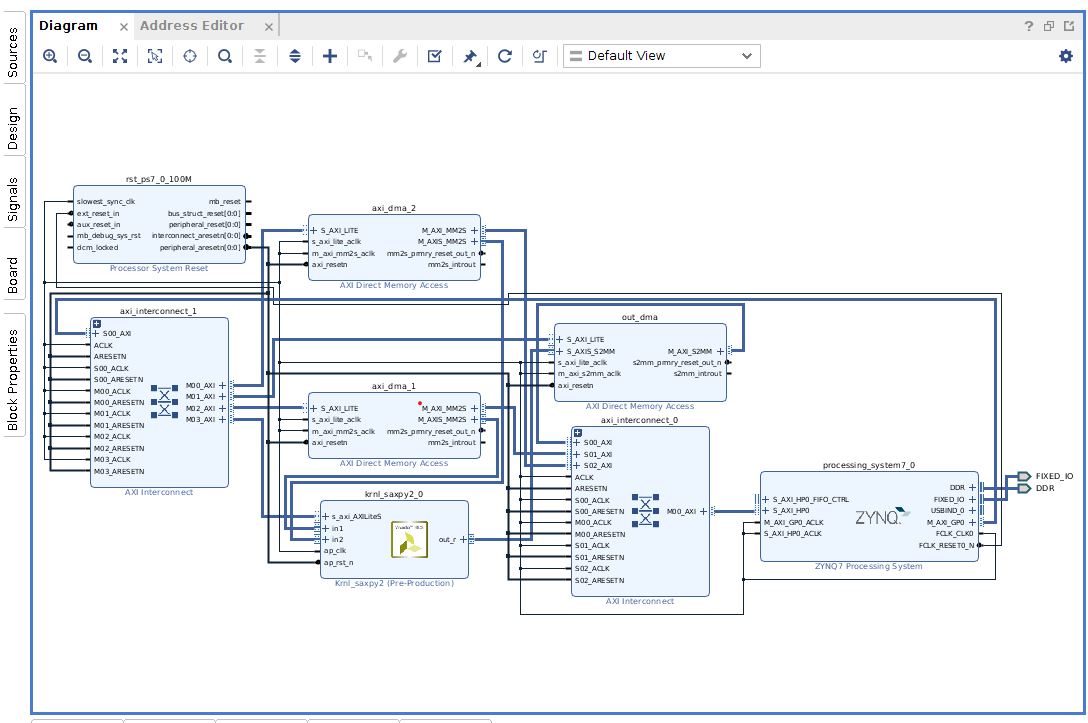 Sources
Design
Signals
Board
Block Properties
Diagram
Address Editor
Default View
rst_ps7_0_100M
slowest_sync_clk
ext_reset_in
aux_reset_in
mb_debug_sys_rst
dcm_locked
mb_reset
bus_struct_reset[0:0]
peripheral_reset[0:0]
interconnect_aresetn[0:0]
peripheral_aresetn[0:0]
Processor System Reset
axi_dma_2
S_AXI_LITE
s_axi_lite_aclk
m_axi_mm2s_aclk
axi_resetn
M_AXI_MM2S
M_AXIS_MM2S
mm2s_prmry_reset_out_n
mm2s_introut
AXI Direct Memory Access
axi_interconnect_1
S00_AXI
ACLK
ARESETN
S00_ACLK
S00_ARESETN
M00_ACLK
M00_ARESETN
M01_ACLK
M01_ARESETN
M02_ACLK
M02_ARESETN
M03_ACLK
M03_ARESETN
M00_AXI
M01_AXI
M02_AXI
M03_AXI
AXI Interconnect
out_dma
S_AXI_LITE
S_AXIS_S2MM
s_axi_lite_aclk
m_axi_s2mm_aclk
axi_resetn
M_AXI_S2MM
s2mm_prmry_reset_out_n
s2mm_introut
AXI Direct Memory Access
axi_dma_1
S_AXI_LITE
s_axi_lite_aclk
m_axi_mm2s_aclk
axi_resetn
M_AXI_MM2S
M_AXIS_MM2S
mm2s_prmry_reset_out_n
mm2s_introut
AXI Direct Memory Access
axi_interconnect_0
S00_AXI
S01_AXI
S02_AXI
ACLK
ARESETN
S00_ACLK
S00_ARESETN
M00_ACLK
M00_ARESETN
S01_ACLK
S01_ARESETN
S02_ACLK
S02_ARESETN
M00_AXI
AXI Interconnect
krnl_saxpy2_0
s_axi_AXILiteS
in1
in2
ap_clk
ap_rst_n
out_r
Krnl_saxpy2 (Pre-Production)
processing_system7_0
S_AXI_HP0_FIFO_CTRL
S_AXI_HP0
M_AXI_GP0_ACLK
S_AXI_HP0_ACLK
ZYNQ
DDR
FIXED_IO
USBIND_0
M_AXI_GP0
FCLK_CLK0
FCLK_RESET0_N
ZYNQ7 Processing System
FIXED_IO
DDR